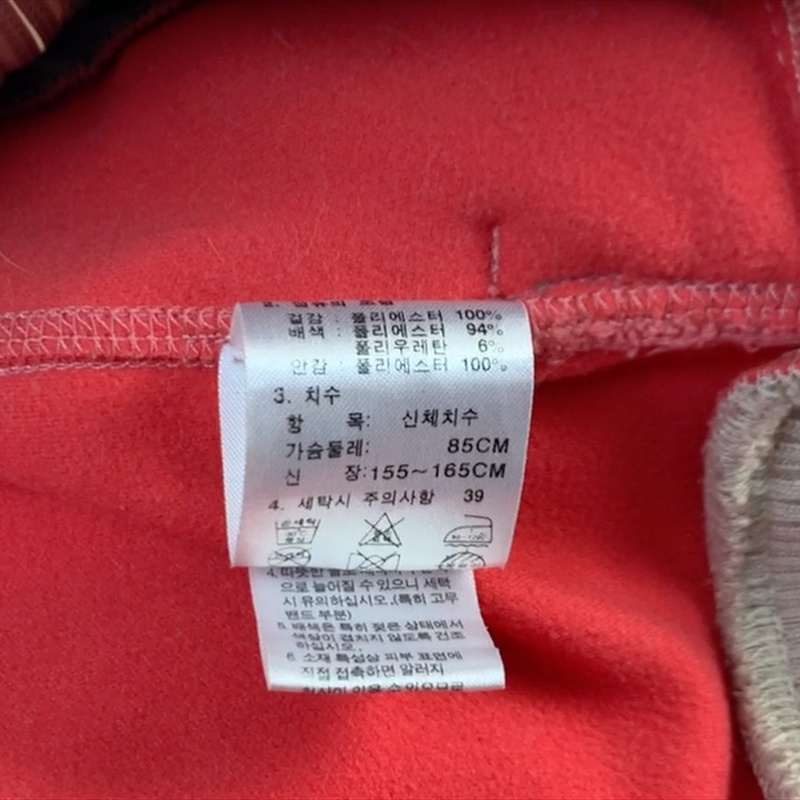 겉감 : 폴리에스터 100%
배색 : 폴리에스터 94%
폴리우레탄 6%
안감 : 폴리에스터 100%
3. 치수
항 목: 신체치수
가슴둘레: 85CM
신 장:155~165CM
4. 세탁시 주의사항 39
4.따뜻한
으로 늘어질 수 있으니 세탁
시 유의하십시오.(특히 고무
밴드 부분)
5. 배색은 특히 젖은 상태에서
색상이 겹치지 않도록 건조
하십시오.
6. 소재 특성상 피부 표면에
직접 접촉하면 알러지